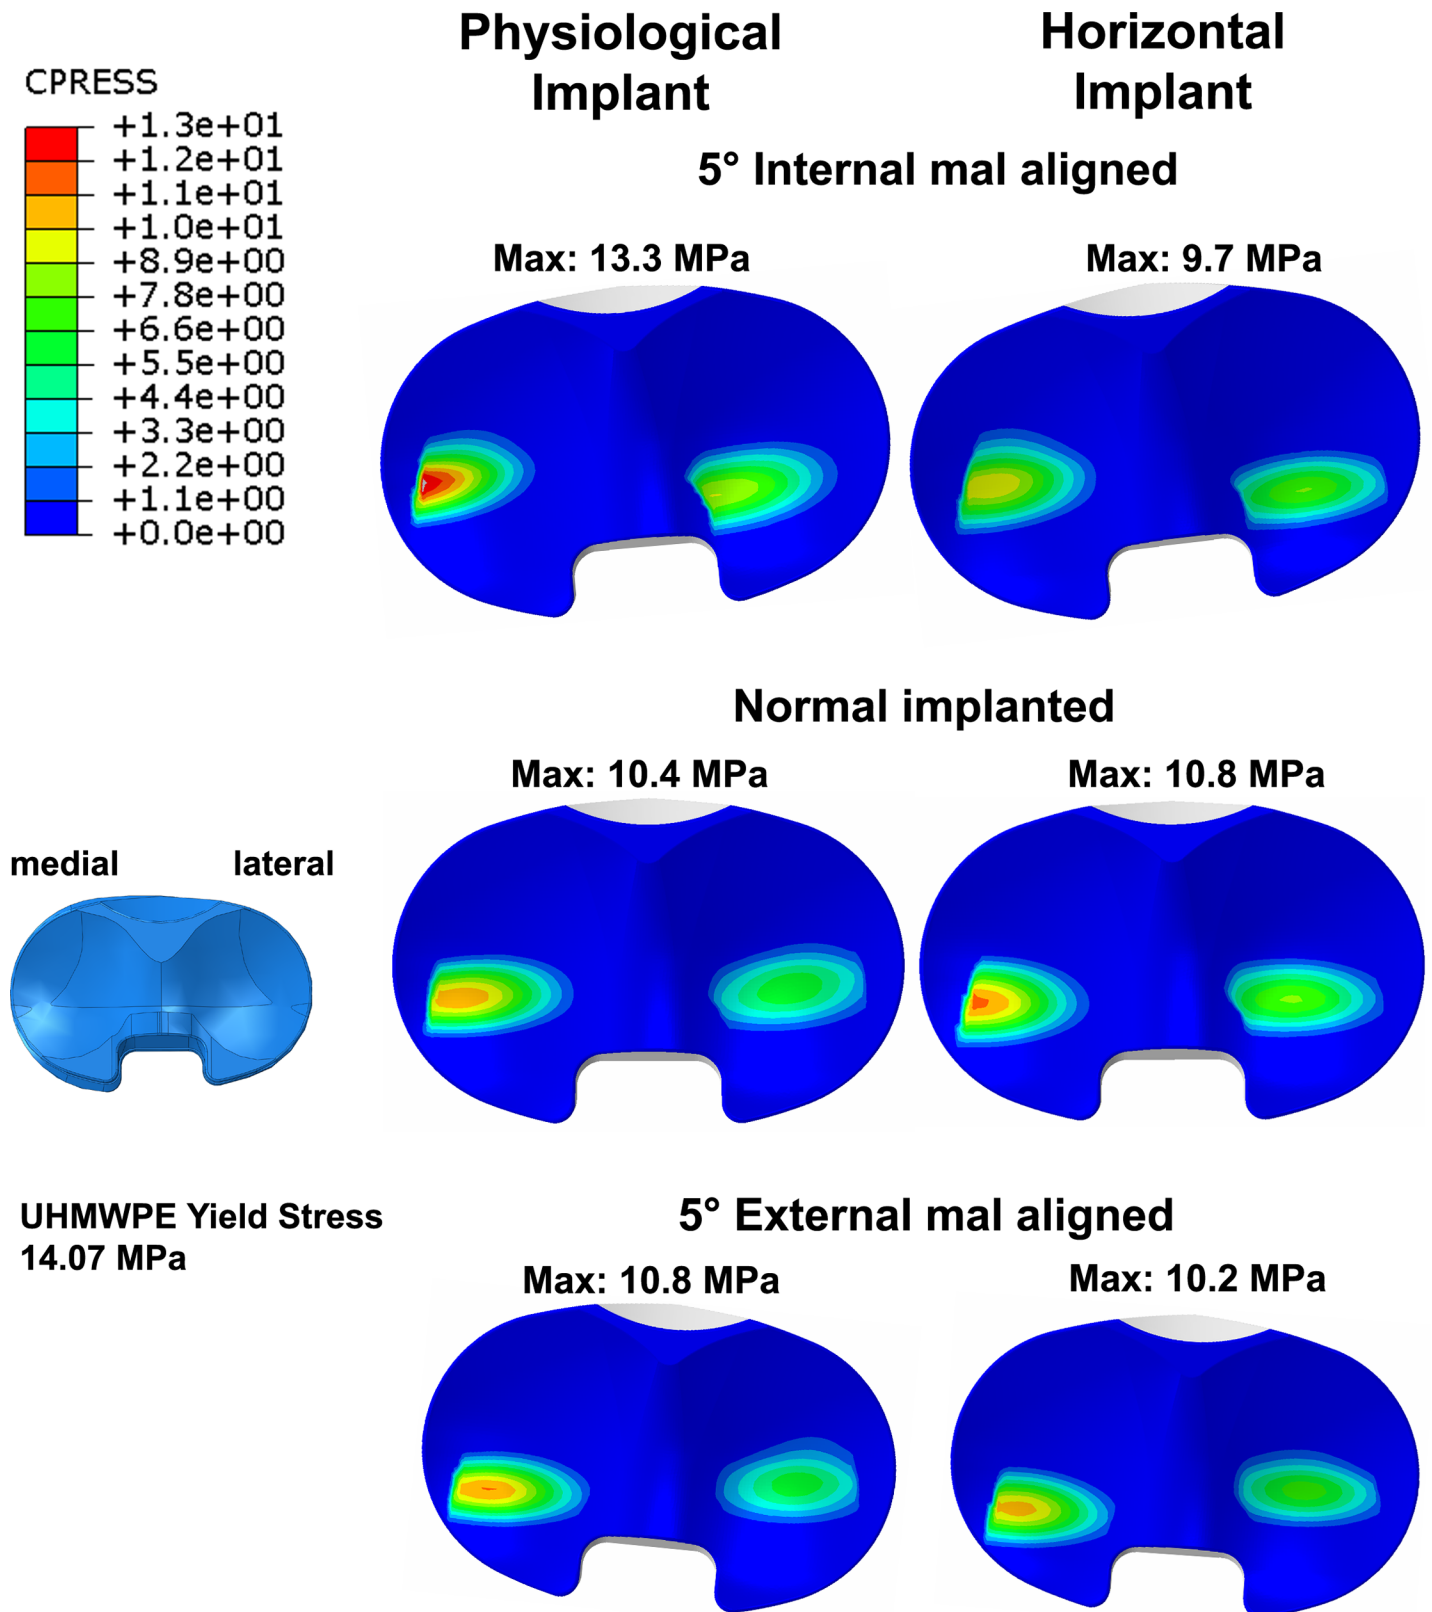 Physiological
Implant
Horizontal
Implant
CPRESS
+1.3e+01
+1.2e+01
+1.1e+01
+1.0e+01
+8.9e+00
+7.8e+00
+6.6e+00
+5.5e+00
+4.4e+00
+3.3e+00
+2.2e+00
+1.1e+00
+0.0e+00
5° Internal mal aligned
Max: 13.3 MPa
Max: 9.7 MPa
Normal implanted
Max: 10.4 MPa
Max: 10.8 MPa
medial
lateral
UHMWPE Yield Stress
14.07 MPa
5° External mal aligned
Max: 10.8 MPa
Max: 10.2 MPa